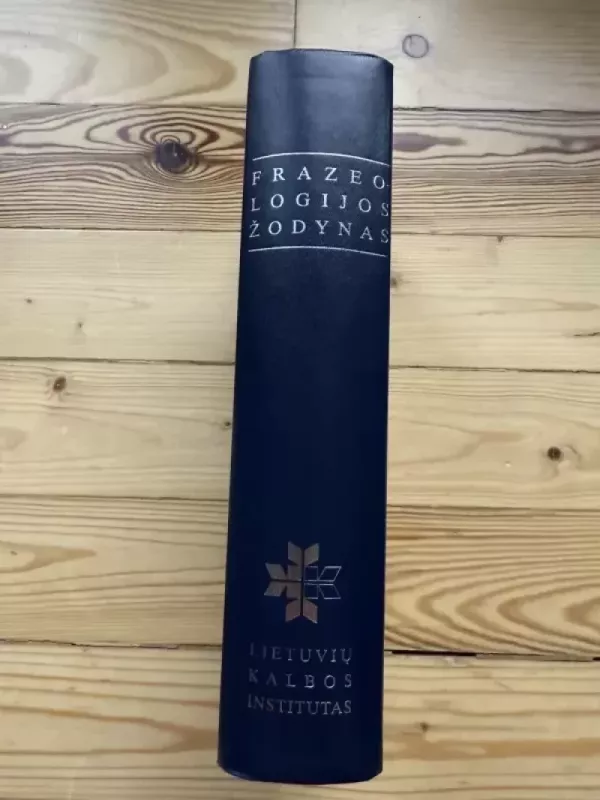 FRAZEO-
LOGIJOS
ŽODYNAS
LIETUVIŲ
KALBOS
INSTITUTAS